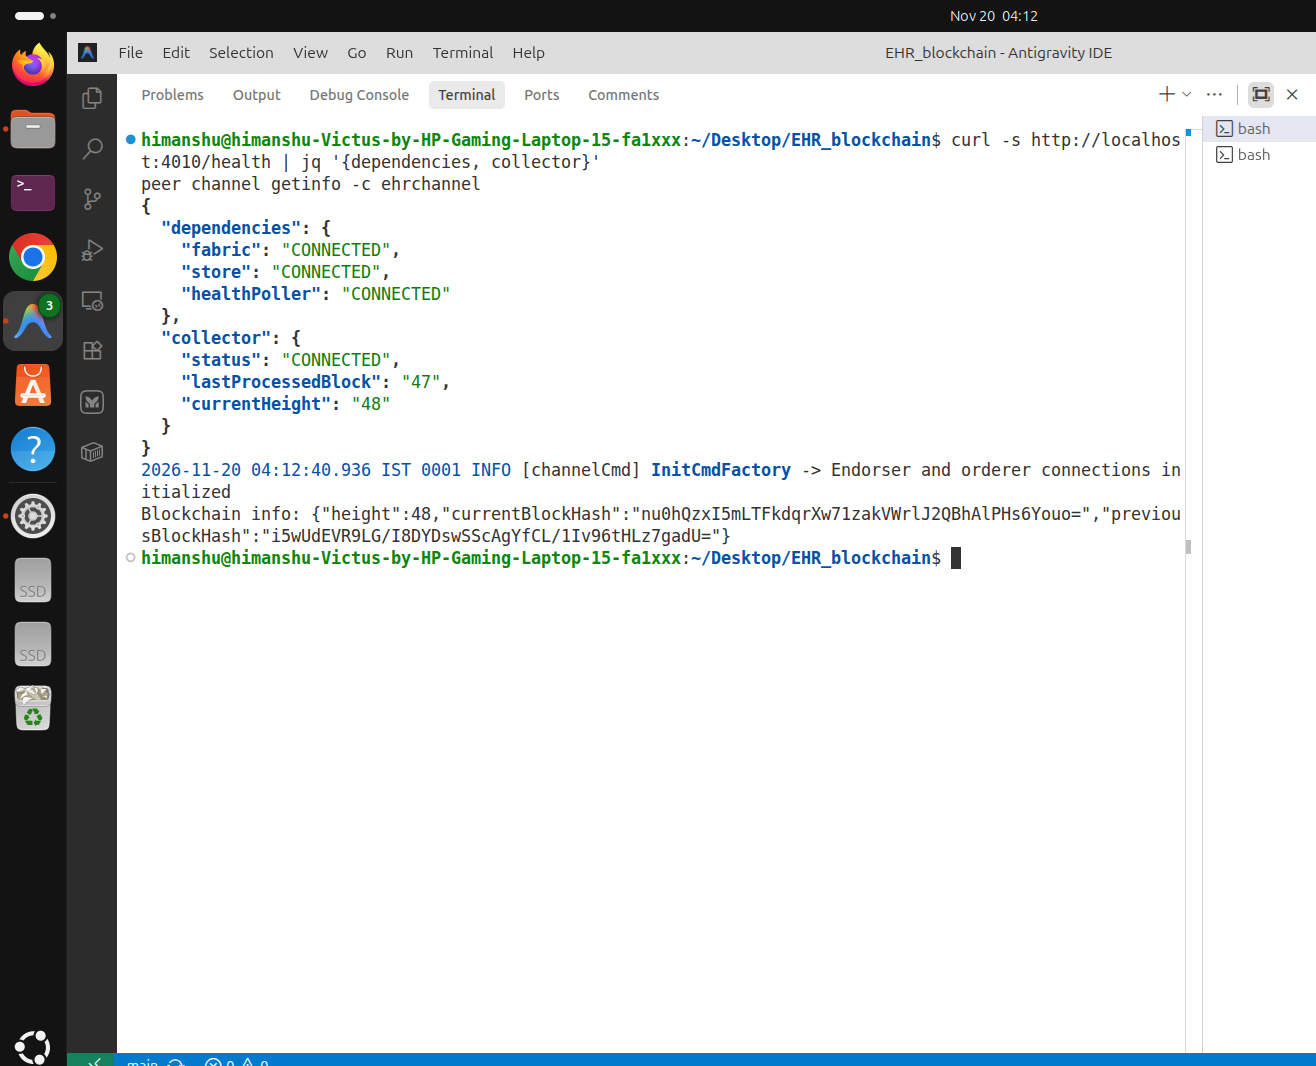 Nov 20 04:12
File Edit Selection View Go Run Terminal Help
EHR_blockchain - Antigravity IDE
Problems Output Debug Console Terminal Ports Comments
himanshu@himanshu-Victus-by-HP-Gaming-Laptop-15-fa1xxx:~/Desktop/EHR_blockchain$ curl -s http://localhos
t:4010/health | jq '{dependencies, collector}'
peer channel getinfo -c ehrchannel
{
"dependencies": {
"fabric": "CONNECTED",
"store": "CONNECTED",
"healthPoller": "CONNECTED"
},
"collector": {
"status": "CONNECTED",
"lastProcessedBlock": "47",
"currentHeight": "48"
}
}
2026-11-20 04:12:40.936 IST 0001 INFO [channelCmd] InitCmdFactory -> Endorser and orderer connections in
itialized
Blockchain info: {"height":48,"currentBlockHash":"nu0hQzxI5mLTFkdqrXw71zakVWrlJ2QBhAlPHs6Youo=","previou
sBlockHash":"i5wUdEVR9LG/I8DYDswSScAgYfCL/1Iv96tHLz7gadU="}
himanshu@himanshu-Victus-by-HP-Gaming-Laptop-15-fa1xxx:~/Desktop/EHR_blockchain$
bash
bash
3
SSD
SSD
main 0 0